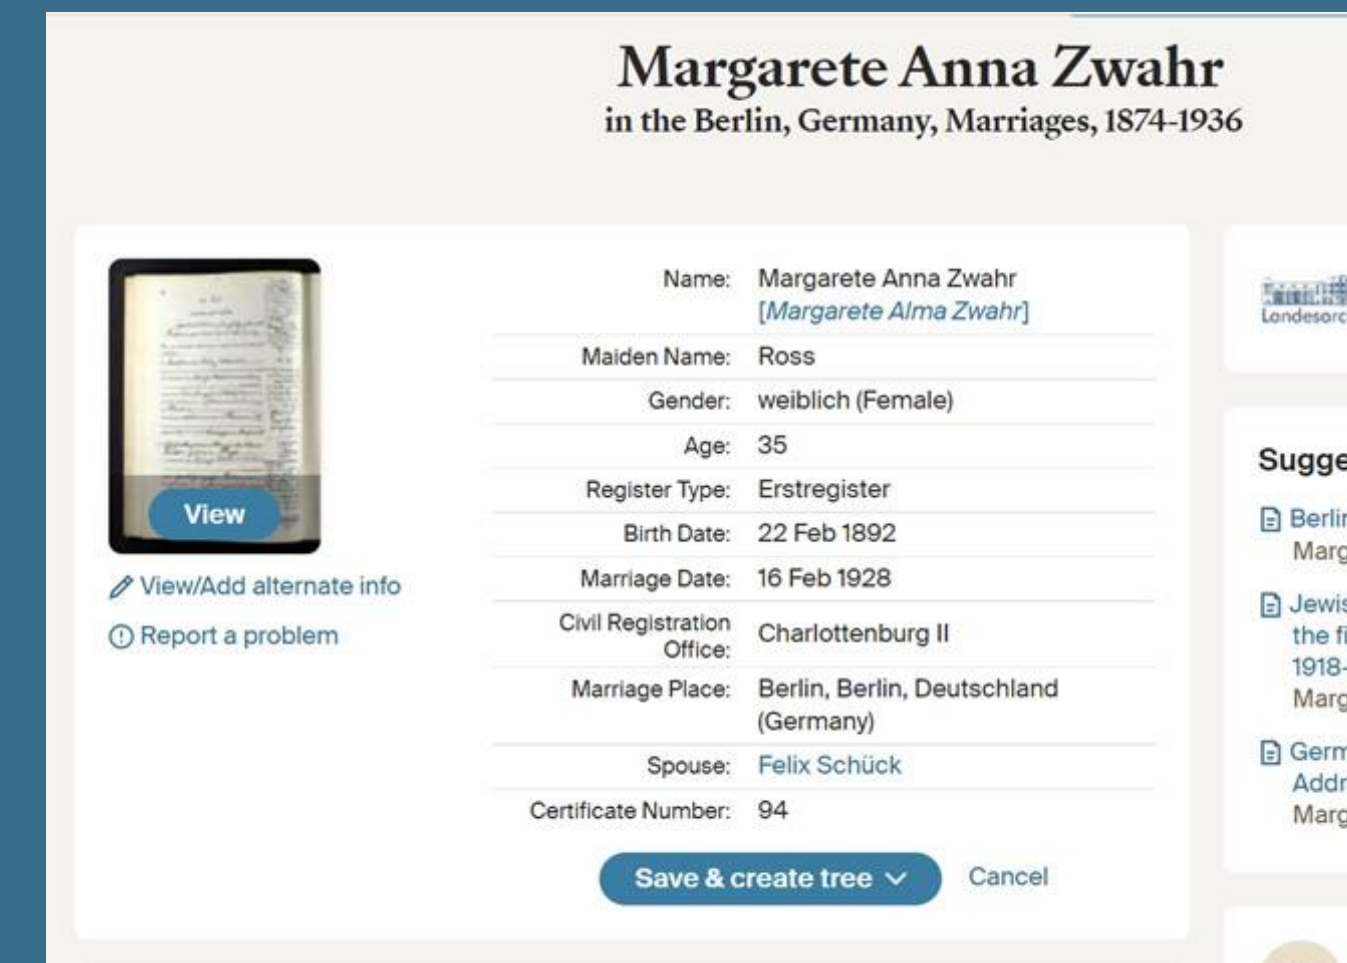 Margarete Anna Zwahr
in the Berlin, Germany, Marriages, 1874-1936
View
View/Add alternate info
Report a problem
Name: Margarete Anna Zwahr
[Margarete Alma Zwahr]
Maiden Name: Ross
Gender: weiblich (Female)
Age: 35
Register Type: Erstregister
Birth Date: 22 Feb 1892
Marriage Date: 16 Feb 1928
Civil Registration
Office: Charlottenburg II
Marriage Place: Berlin, Berlin, Deutschland
(Germany)
Spouse: Felix Schück
Certificate Number: 94
Save & create tree
Cancel
Landesarc
Sugge
Berlin
Marg
Jewis
the fi
1918-
Marg
Germ
Addr
Marg